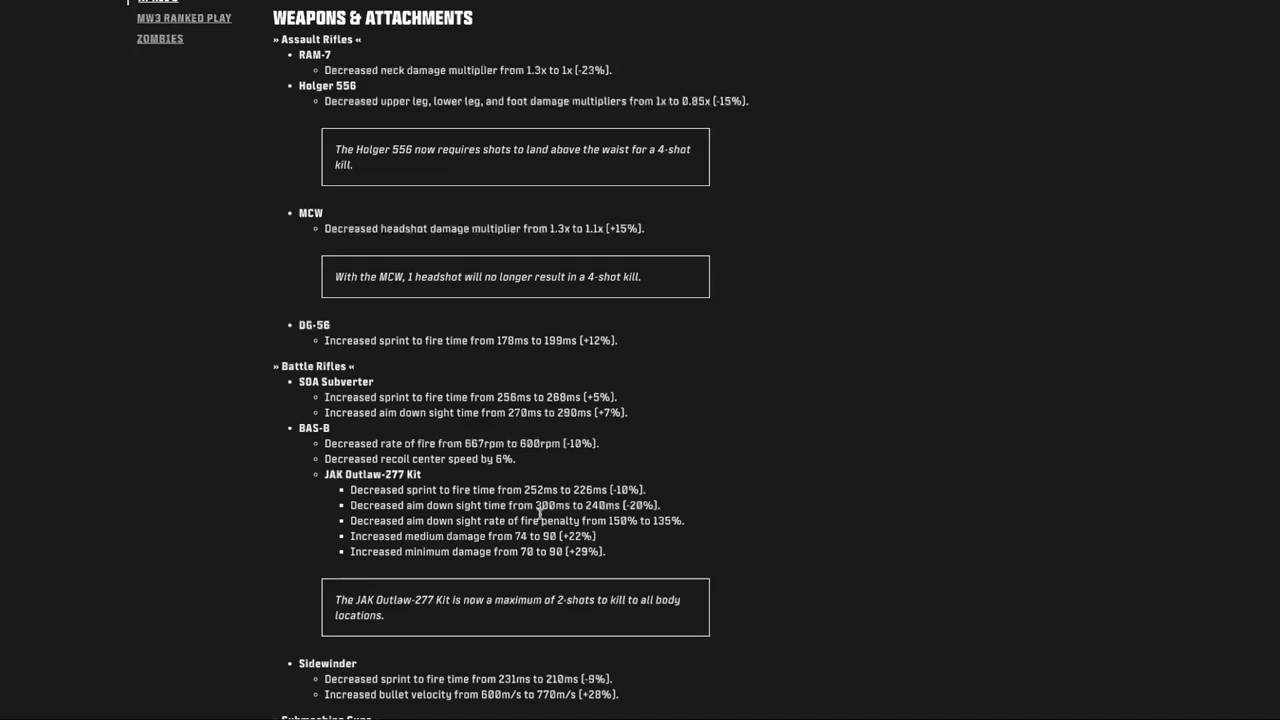 MW3 RANKED PLAY
ZOMBIES
WEAPONS & ATTACHMENTS
» Assault Rifles «
• RAM-7
◦ Decreased neck damage multiplier from 1.3x to 1x [-23%].
• Holger 556
◦ Decreased upper leg, lower leg, and foot damage multipliers from 1x to 0.85x [-15%].
The Holger 556 now requires shots to land above the waist for a 4-shot
kill.
• MCW
◦ Decreased headshot damage multiplier from 1.3x to 1.1x [+15%].
With the MCW, 1 headshot will no longer result in a 4-shot kill.
• DG-56
◦ Increased sprint to fire time from 178ms to 199ms [+12%].
» Battle Rifles «
• SOA Subverter
◦ Increased sprint to fire time from 256ms to 268ms [+5%].
◦ Increased aim down sight time from 270ms to 290ms [+7%].
• BAS-B
◦ Decreased rate of fire from 667rpm to 600rpm [-10%].
◦ Decreased recoil center speed by 6%.
◦ JAK Outlaw-277 Kit
▪ Decreased sprint to fire time from 252ms to 226ms [-10%].
▪ Decreased aim down sight time from 300ms to 240ms [-20%].
▪ Decreased aim down sight rate of fire penalty from 150% to 135%.
▪ Increased medium damage from 74 to 90 [+22%]
▪ Increased minimum damage from 70 to 90 [+29%].
The JAK Outlaw-277 Kit is now a maximum of 2-shots to kill to all body
locations.
• Sidewinder
◦ Decreased sprint to fire time from 231ms to 210ms [-9%].
◦ Increased bullet velocity from 600m/s to 770m/s [+28%].
» Submachine Guns «